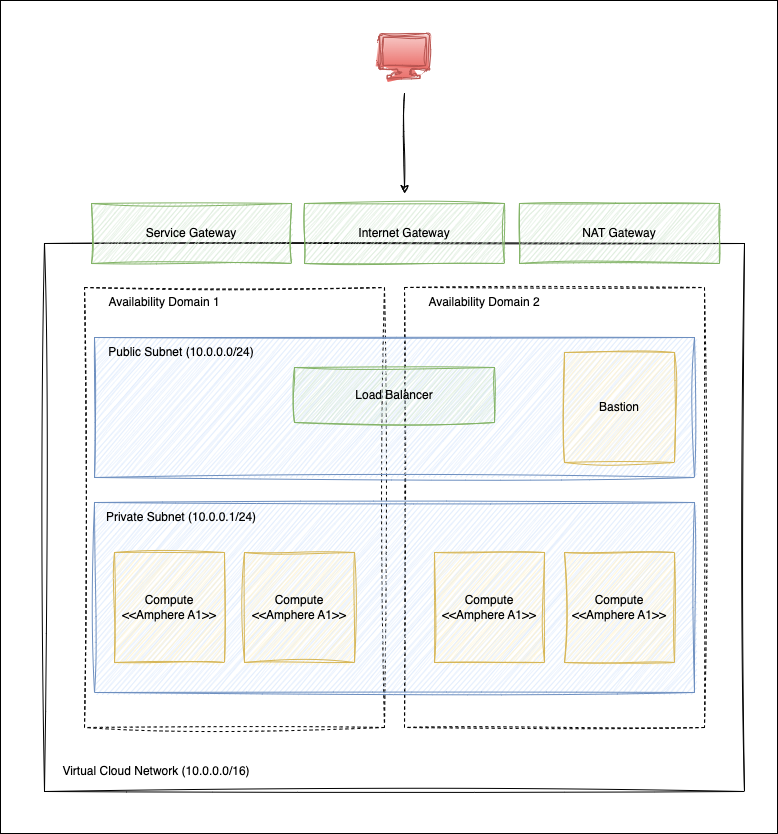 Service Gateway
Internet Gateway
NAT Gateway
Availability Domain 1
Availability Domain 2
Public Subnet (10.0.0.0/24)
Load Balancer
Bastion
Private Subnet (10.0.0.1/24)
Compute
<<Amphere A1>>
Compute
<<Amphere A1>>
Compute
<<Amphere A1>>
Compute
<<Amphere A1>>
Virtual Cloud Network (10.0.0.0/16)